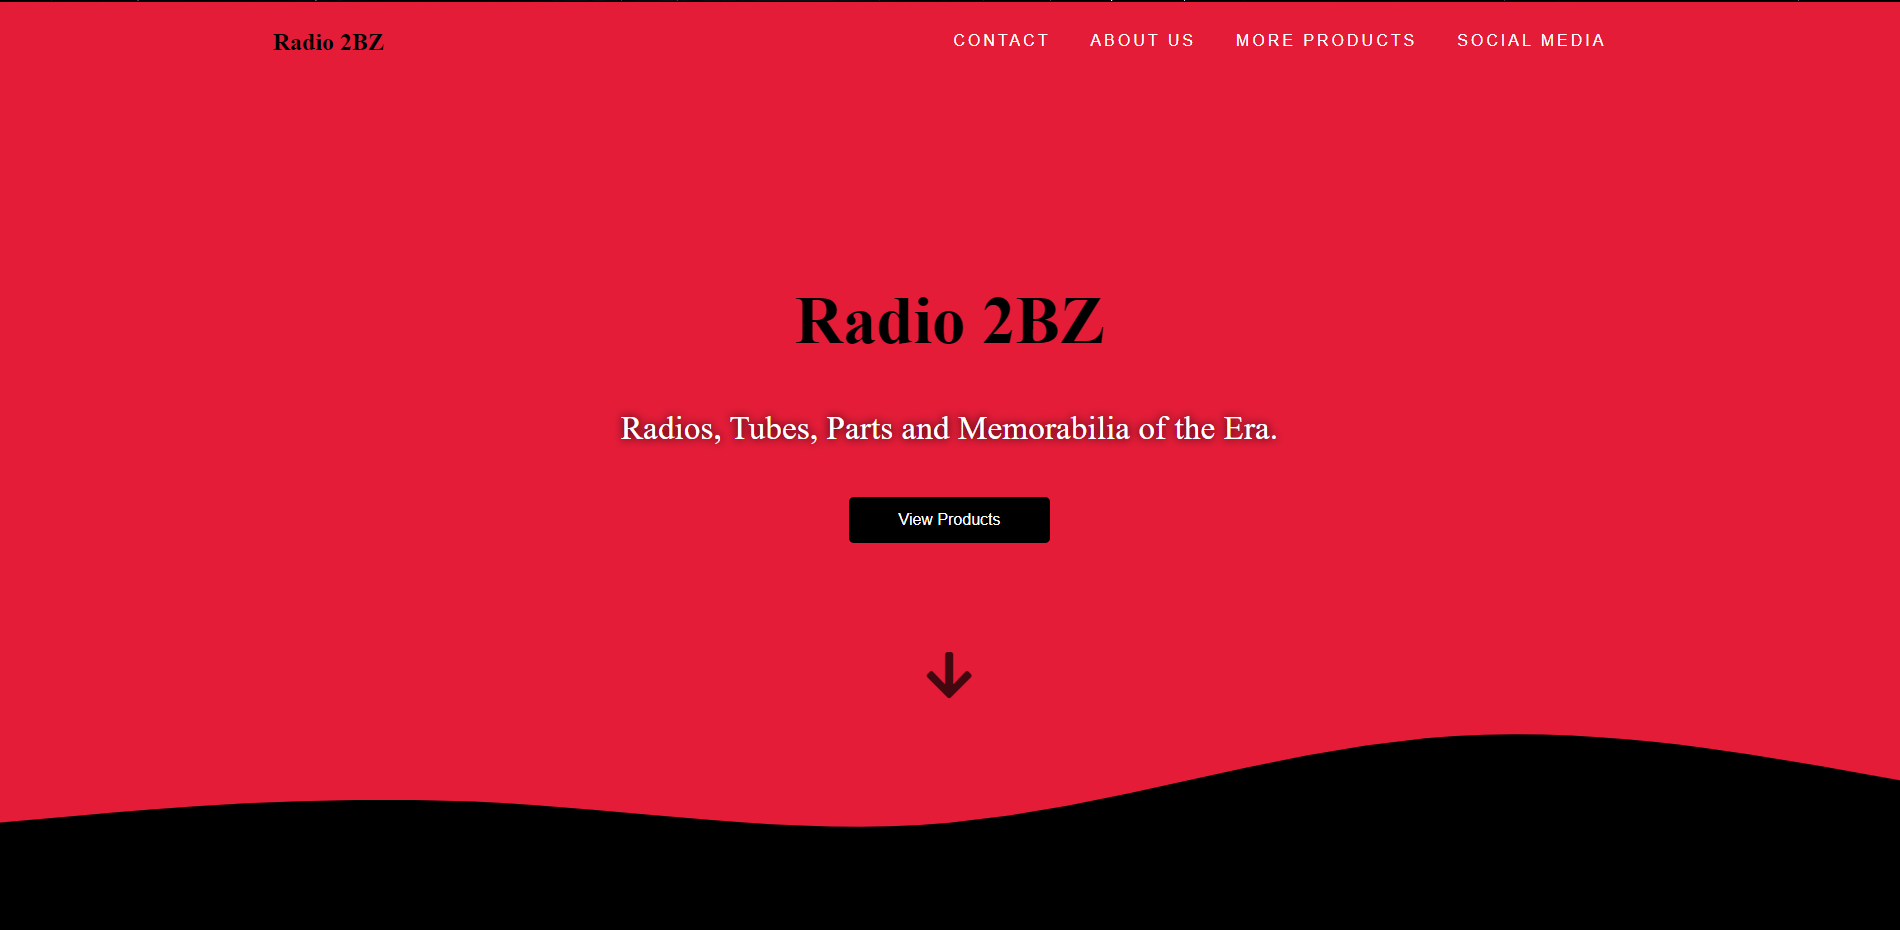 Radio 2BZ
CONTACT ABOUT US MORE PRODUCTS SOCIAL MEDIA
Radio 2BZ
Radios, Tubes, Parts and Memorabilia of the Era.
View Products